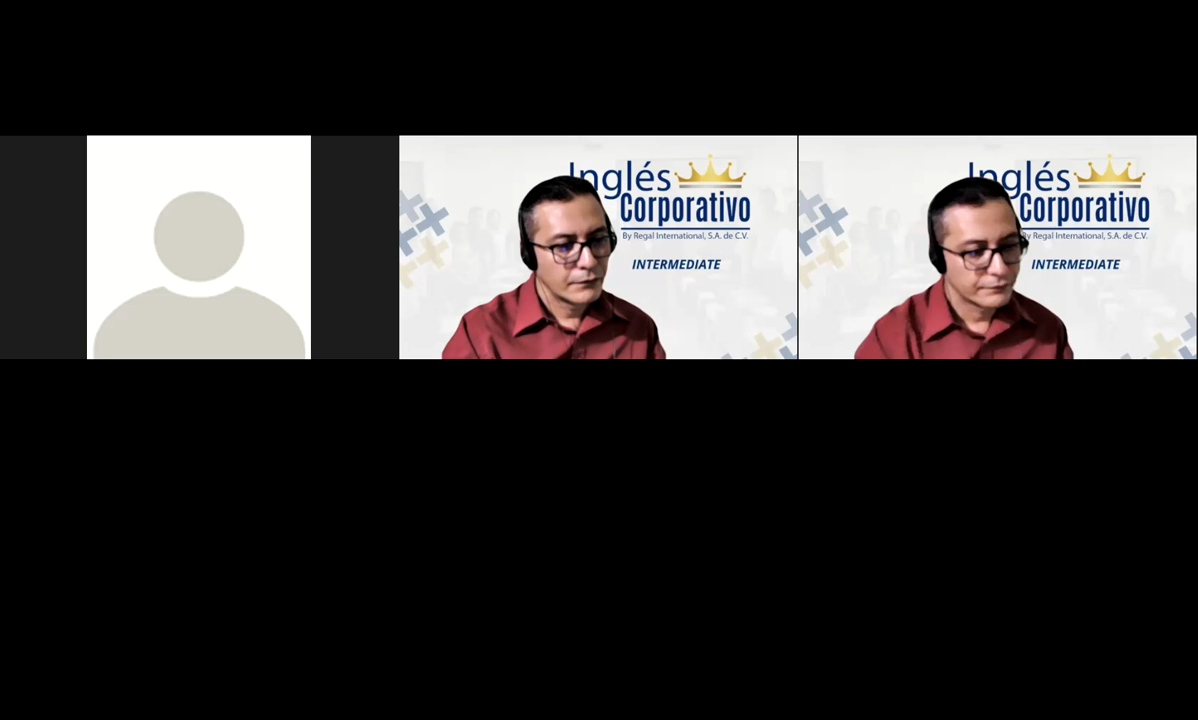 Inglés
Corporativo
By Regal International, S.A. de C.V.
INTERMEDIATE
Inglés
Corporativo
By Regal International, S.A. de C.V.
INTERMEDIATE